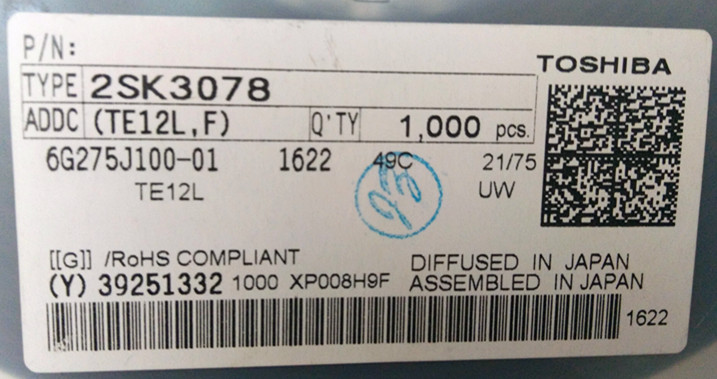 P/N:
TOSHIBA
TYPE 2SK3078
ADDC (TE12L,F) Q'TY 1,000 pcs.
6G275J100-01 1622 49C 21/75
TE12L UW
[[G]] /RoHS COMPLIANT DIFFUSED IN JAPAN
(Y) 39251332 1000 XP008H9F ASSEMBLED IN JAPAN
1622